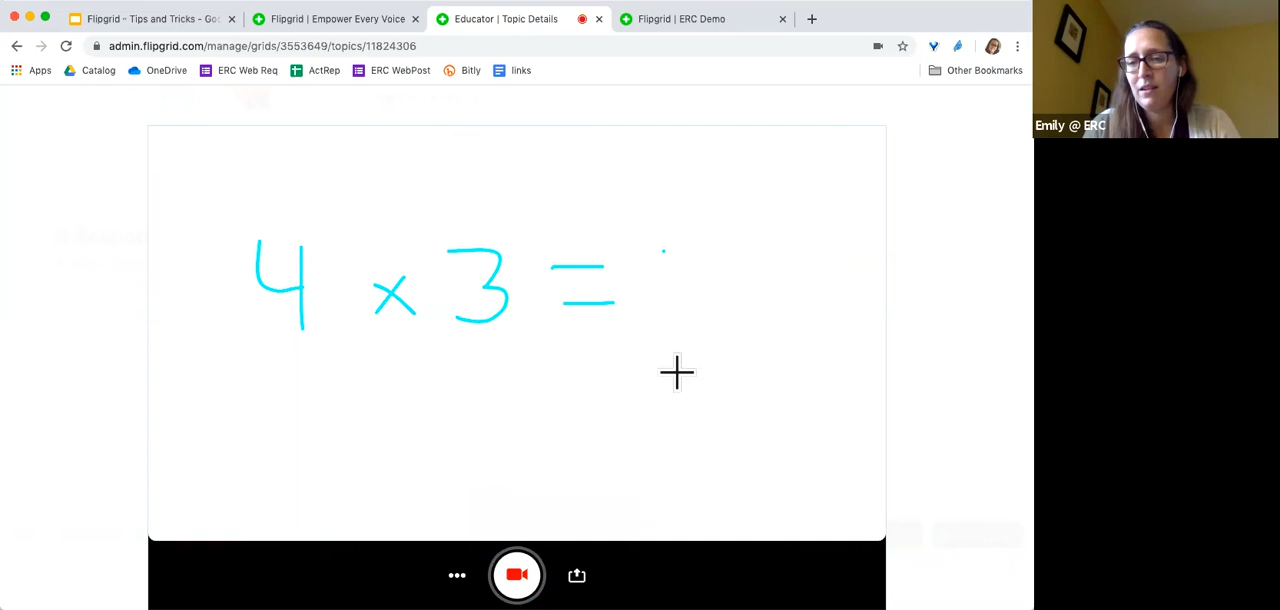 Flipgrid - Tips and Tricks - Goo
Flipgrid | Empower Every Voice
Educator | Topic Details
Flipgrid | ERC Demo
admin.flipgrid.com/manage/grids/3553649/topics/11824306
Apps Catalog OneDrive ERC Web Req ActRep ERC WebPost Bitly links Other Bookmarks
Emily @ ERC
4 x 3 =